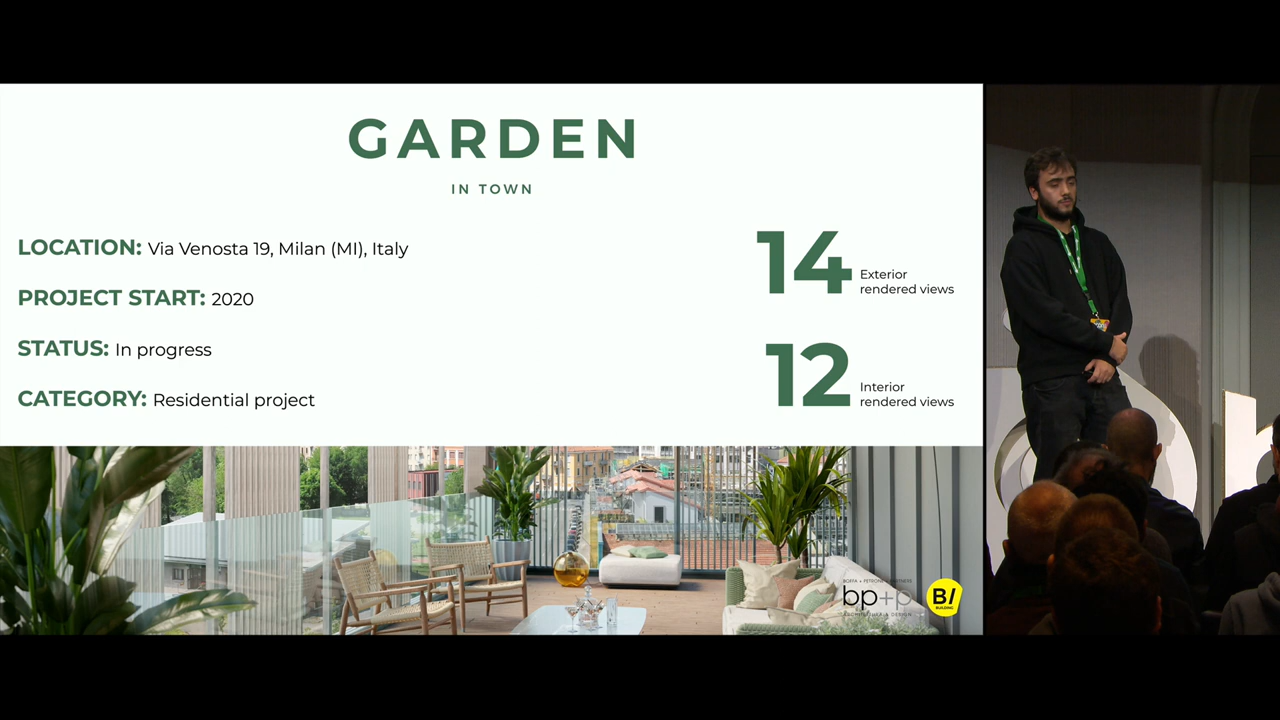 GARDEN
IN TOWN
LOCATION: Via Venosta 19, Milan (MI), Italy
PROJECT START: 2020
STATUS: In progress
CATEGORY: Residential project
14 Exterior
rendered views
12 Interior
rendered views
bp+p
B/
BUILDING